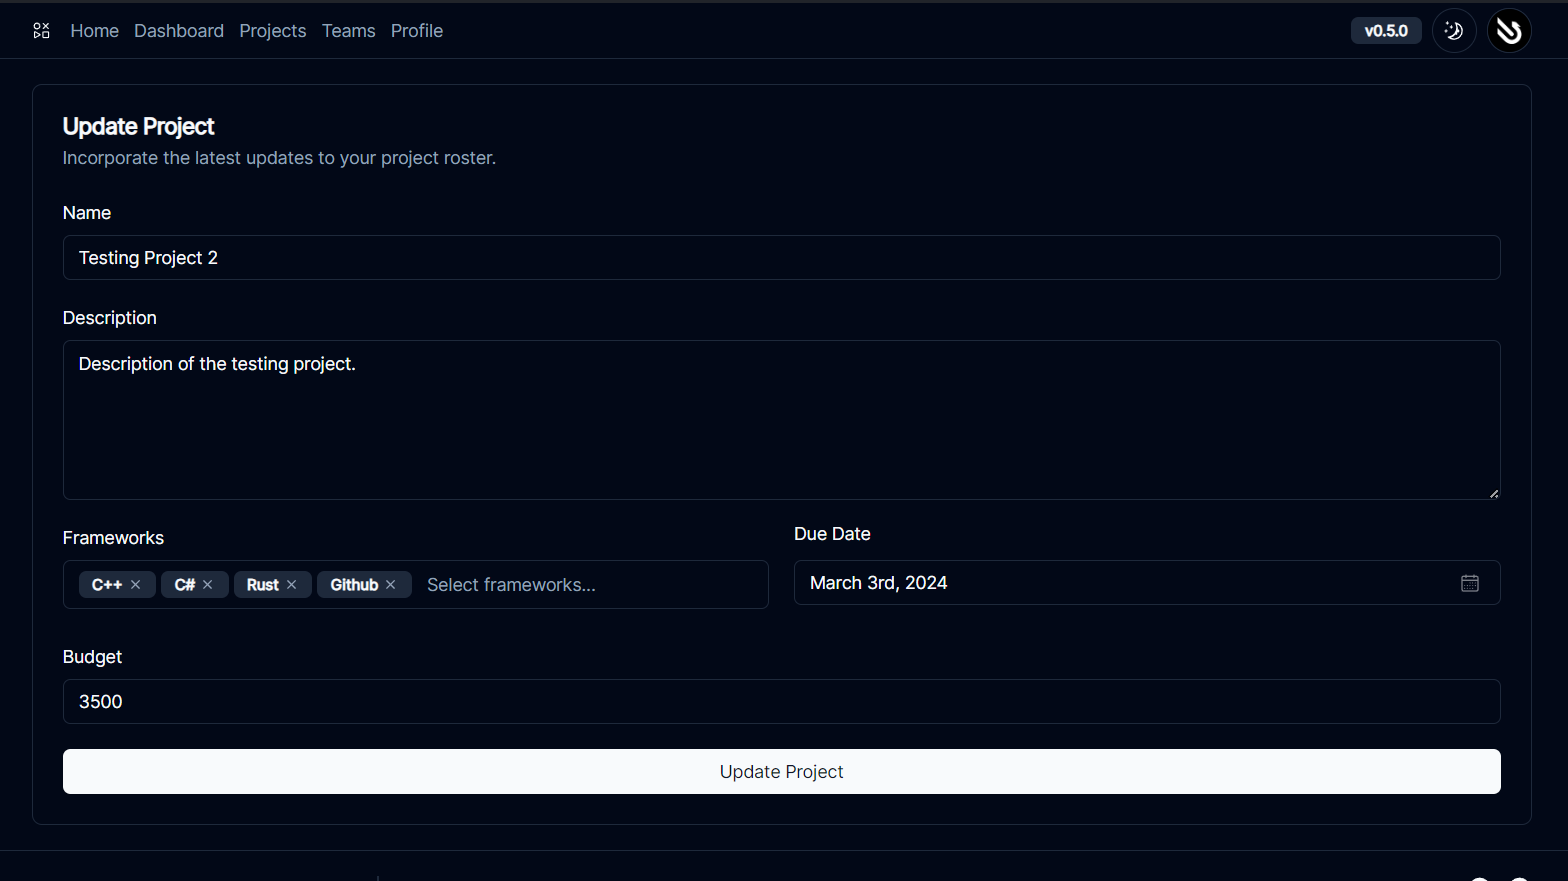 Home Dashboard Projects Teams Profile v0.5.0
Update Project
Incorporate the latest updates to your project roster.
Name
Testing Project 2
Description
Description of the testing project.
Frameworks
Due Date
C++ C# Rust Github Select frameworks...
March 3rd, 2024
Budget
3500
Update Project